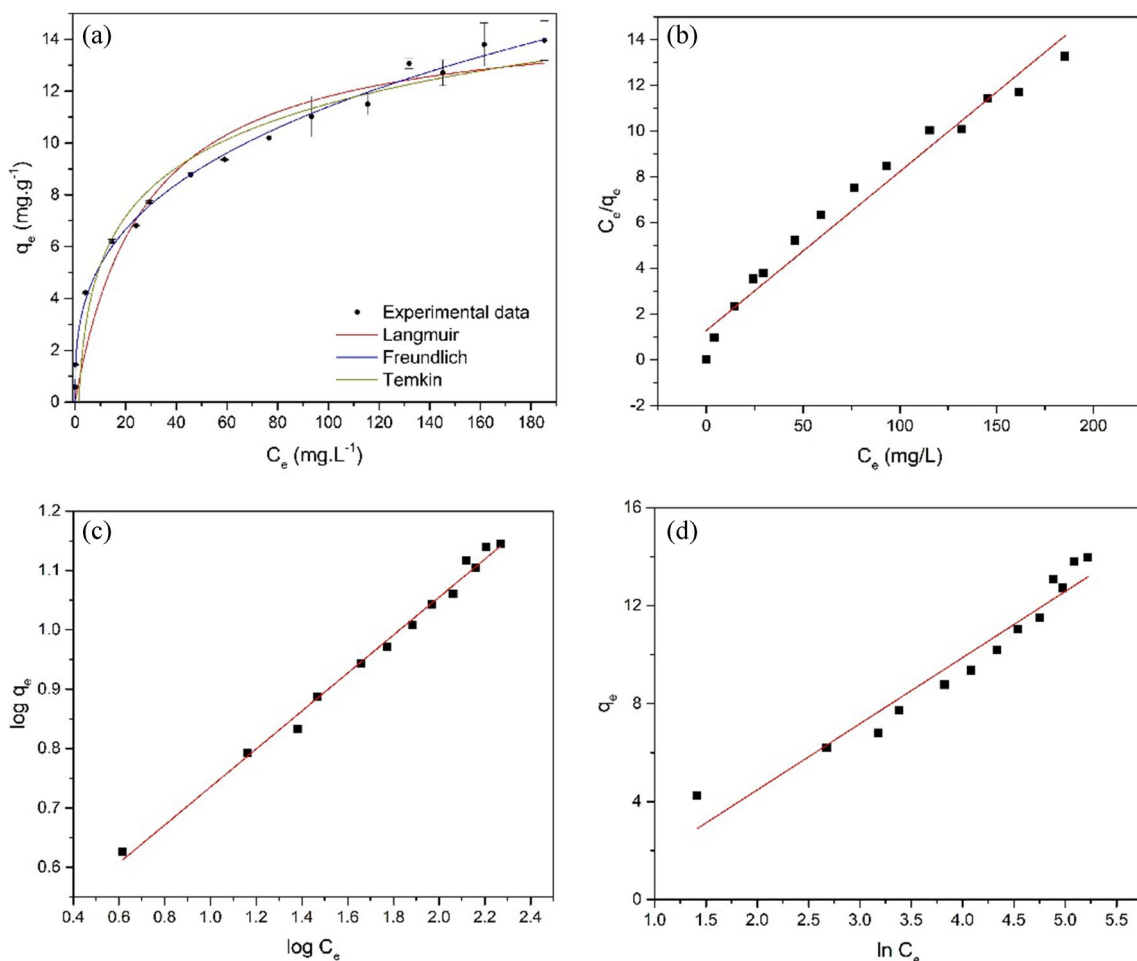 (a)
14
12
10
8
6
4
2
0
q_e (mg.g⁻¹)
Experimental data
Langmuir
Freundlich
Temkin
0 20 40 60 80 100 120 140 160 180
C_e (mg.L⁻¹)
(b)
14
12
10
8
6
4
2
0
-2
C_e/q_e
0 50 100 150 200
C_e (mg/L)
(c)
1.2
1.1
1.0
0.9
0.8
0.7
0.6
log q_e
0.4 0.6 0.8 1.0 1.2 1.4 1.6 1.8 2.0 2.2 2.4
log C_e
(d)
16
12
8
4
0
q_e
1.0 1.5 2.0 2.5 3.0 3.5 4.0 4.5 5.0 5.5
ln C_e